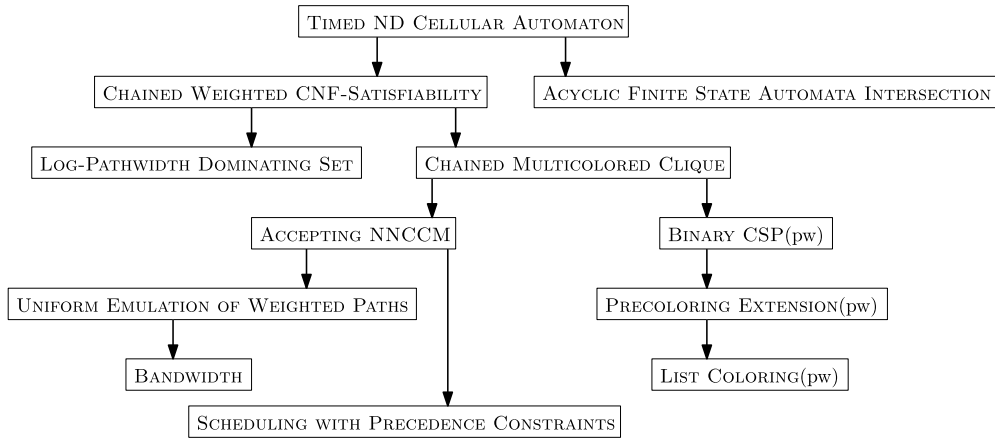 Timed ND Cellular Automaton
Chained Weighted CNF-Satisfiability
Acyclic Finite State Automata Intersection
Log-Pathwidth Dominating Set
Chained Multicolored Clique
Accepting NNCCM
Binary CSP(pw)
Uniform Emulation of Weighted Paths
Precoloring Extension(pw)
Bandwidth
List Coloring(pw)
Scheduling with Precedence Constraints